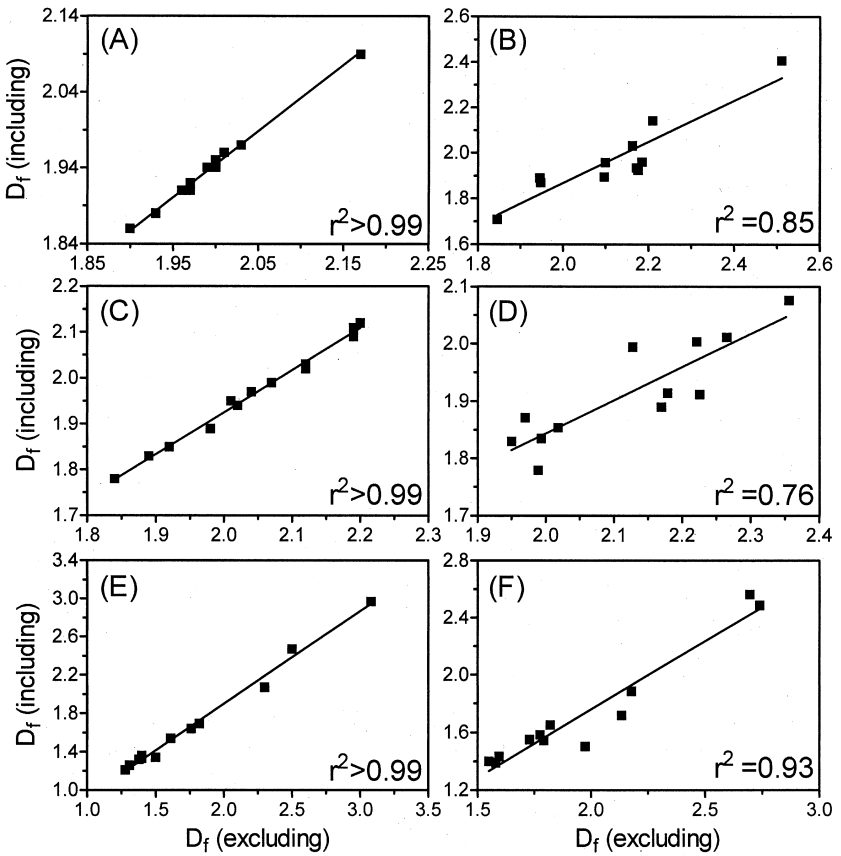 (A)
D_f (including)
2.14
2.04
1.94
1.84
r²>0.99
1.85 1.95 2.05 2.15 2.25
(B)
2.6
2.4
2.2
2.0
1.8
1.6
r² =0.85
1.8 2.0 2.2 2.4 2.6
(C)
D_f (including)
2.2
2.1
2.0
1.9
1.8
1.7
r²>0.99
1.8 1.9 2.0 2.1 2.2 2.3
(D)
2.1
2.0
1.9
1.8
1.7
r² =0.76
1.9 2.0 2.1 2.2 2.3 2.4
(E)
D_f (including)
3.4
3.0
2.6
2.2
1.8
1.4
1.0
r²>0.99
1.0 1.5 2.0 2.5 3.0 3.5
D_f (excluding)
(F)
2.8
2.4
2.0
1.6
1.2
r² =0.93
1.5 2.0 2.5 3.0
D_f (excluding)